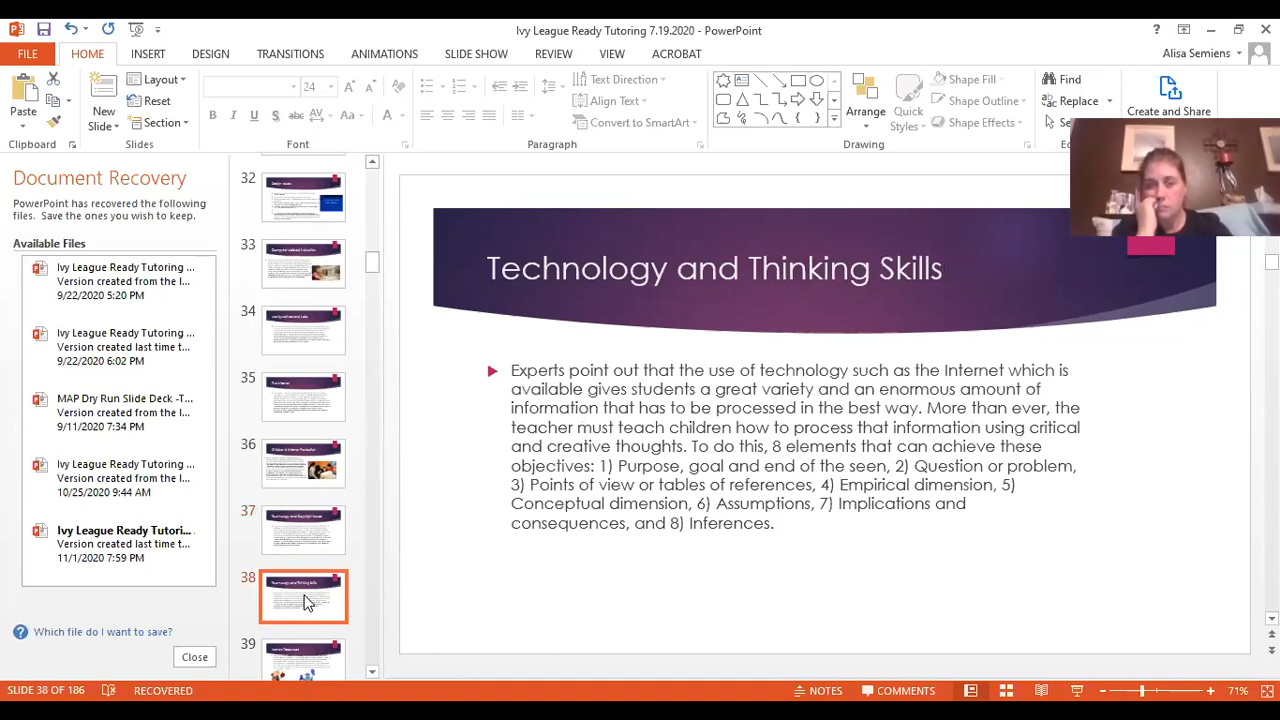 Ivy League Ready Tutoring 7.19.2020 - PowerPoint
FILE HOME INSERT DESIGN TRANSITIONS ANIMATIONS SLIDE SHOW REVIEW VIEW ACROBAT
Alisa Semiens
Paste
New
Slide
Layout
Reset
Section
24
Text Direction
Align Text
Convert to SmartArt
Arrange
Quick
Styles
Shape Fill
Shape Outline
Shape Effects
Find
Replace
Create and Share
Clipboard Slides Font Paragraph Drawing
Document Recovery
PowerPoint has recovered the following
files. Save the ones you wish to keep.
Available Files
Ivy League Ready Tutoring ...
Version created from the l...
9/22/2020 5:20 PM
Ivy League Ready Tutoring ...
Version created last time t...
9/22/2020 6:02 PM
MAP Dry Run Slide Deck -T...
Version created from the l...
9/11/2020 7:34 PM
Ivy League Ready Tutoring ...
Version created from the l...
10/25/2020 9:44 AM
Ivy League Ready Tutori...
Version created last time t...
11/1/2020 7:59 PM
Which file do I want to save?
Close
32
33
34
35
36
37
38
Technology and Thinking Skills
39
Technology and Thinking Skills
Experts point out that the use of technology such as the Internet which is
available gives students a great variety and an enormous amount of
information that has to be processed in the best way. More than ever, the
teacher must teach children how to process that information using critical
and creative thoughts. To do this, 8 elements that can achieve these
objectives: 1) Purpose, goal and end of the seen, 2) Question or problem,
3) Points of view or tables of references, 4) Empirical dimension, 5)
Conceptual dimension, 6) Assumptions, 7) Implications and
consequences, and 8) Inferences.
SLIDE 38 OF 186 RECOVERED NOTES COMMENTS 71%